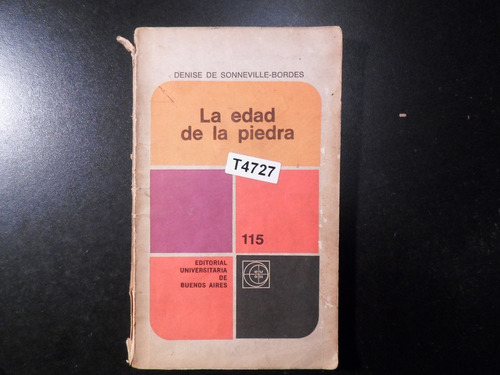 DENISE DE SONNEVILLE-BORDES
La edad
de la piedra
T4727
115
EDITORIAL
UNIVERSITARIA
DE
BUENOS AIRES